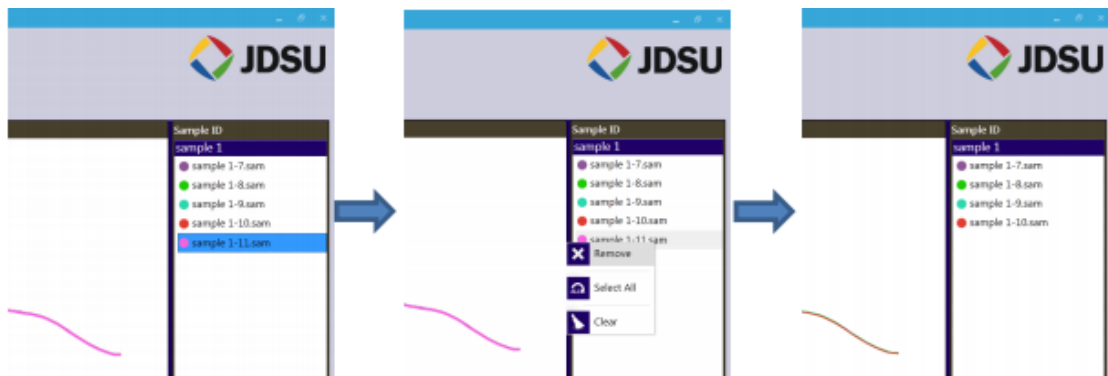 JDSU
Sample ID
sample 1
sample 1-7.sam
sample 1-8.sam
sample 1-9.sam
sample 1-10.sam
sample 1-11.sam
JDSU
Sample ID
sample 1
sample 1-7.sam
sample 1-8.sam
sample 1-9.sam
sample 1-10.sam
sample 1-11.sam
Remove
Select All
Clear
JDSU
Sample ID
sample 1
sample 1-7.sam
sample 1-8.sam
sample 1-9.sam
sample 1-10.sam